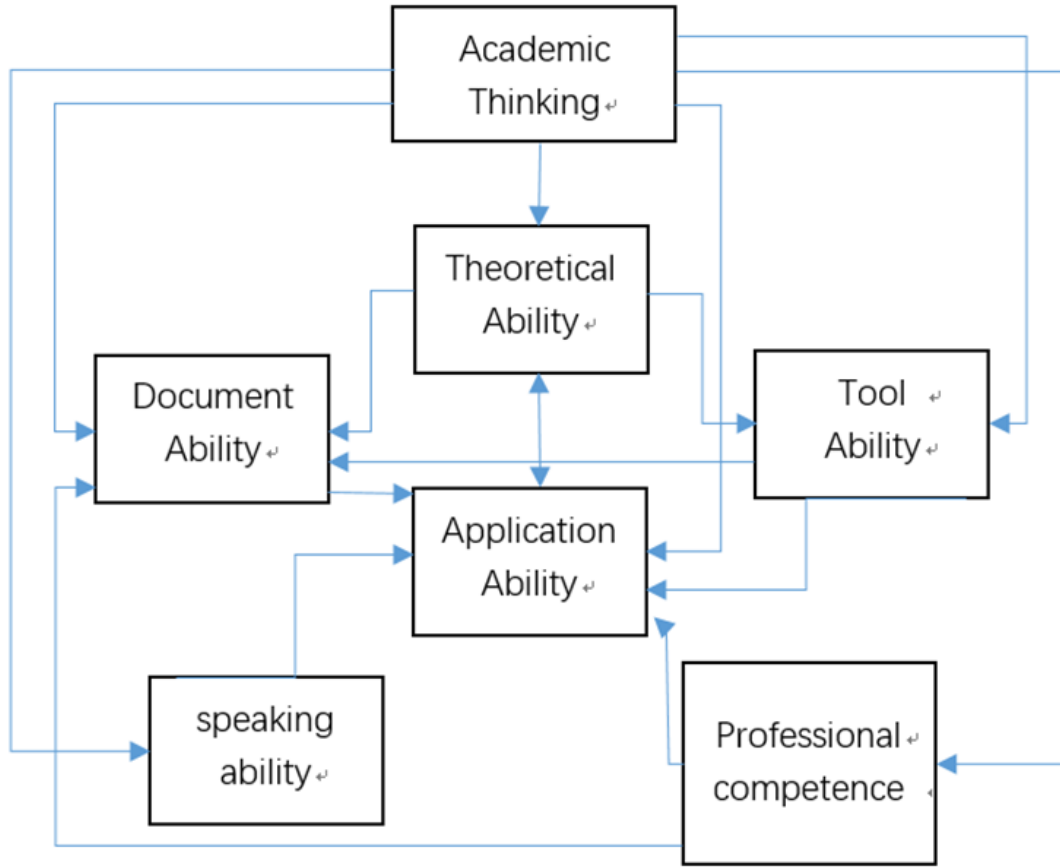 Academic
Thinking
Theoretical
Ability
Document
Ability
Tool
Ability
Application
Ability
speaking
ability
Professional
competence